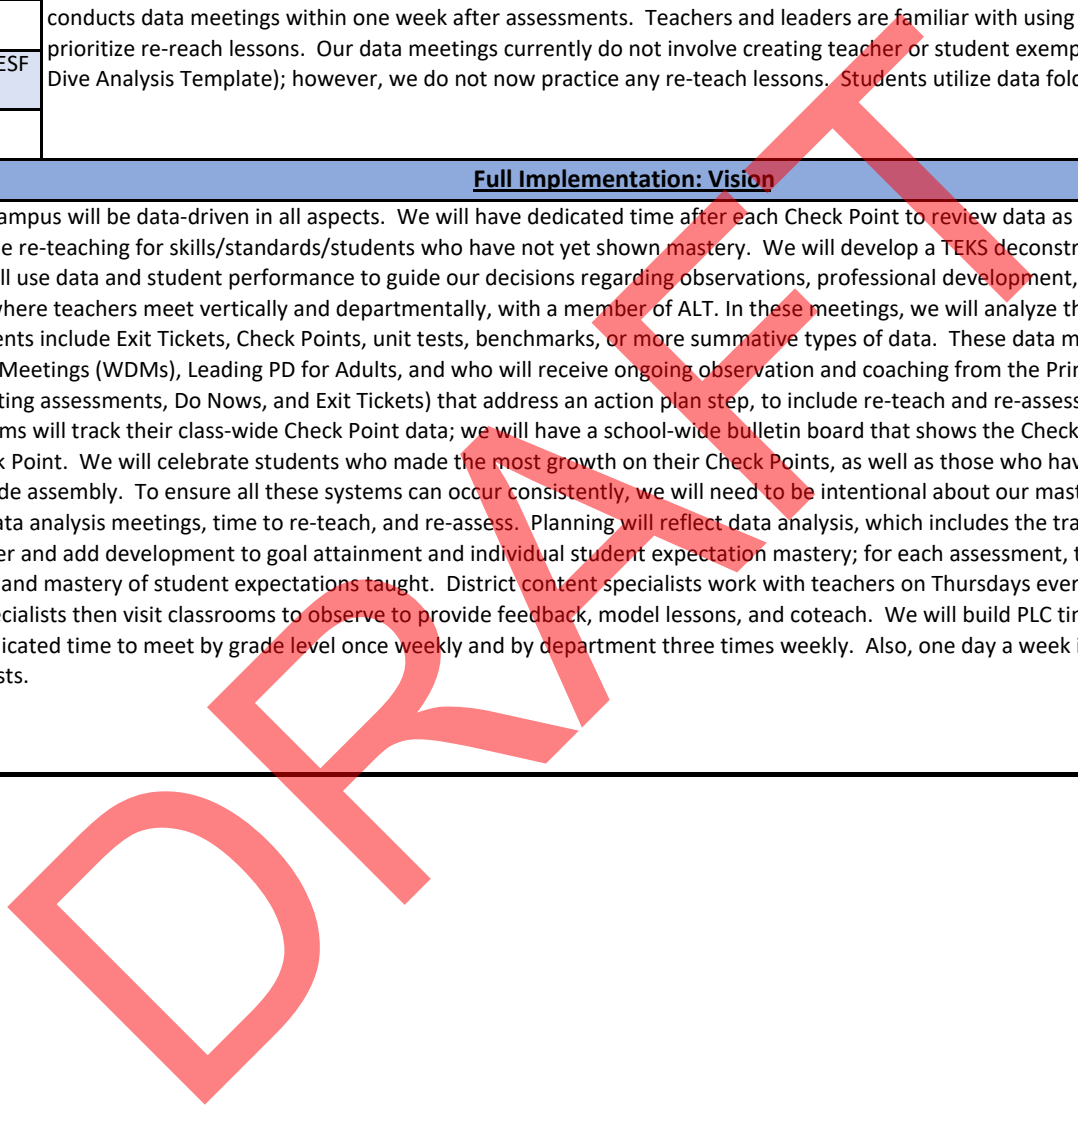 conducts data meetings within one week after assessments. Teachers and leaders are familiar with using
prioritize re-reach lessons. Our data meetings currently do not involve creating teacher or student exemp
ESF
Dive Analysis Template); however, we do not now practice any re-teach lessons. Students utilize data fold
Full Implementation: Vision
ampus will be data-driven in all aspects. We will have dedicated time after each Check Point to review data as
e re-teaching for skills/standards/students who have not yet shown mastery. We will develop a TEKS deconstr
ll use data and student performance to guide our decisions regarding observations, professional development,
where teachers meet vertically and departmentally, with a member of ALT. In these meetings, we will analyze th
ents include Exit Tickets, Check Points, unit tests, benchmarks, or more summative types of data. These data m
Meetings (WDMs), Leading PD for Adults, and who will receive ongoing observation and coaching from the Prin
ting assessments, Do Nows, and Exit Tickets) that address an action plan step, to include re-teach and re-assess
ms will track their class-wide Check Point data; we will have a school-wide bulletin board that shows the Check
k Point. We will celebrate students who made the most growth on their Check Points, as well as those who hav
de assembly. To ensure all these systems can occur consistently, we will need to be intentional about our mast
ata analysis meetings, time to re-teach, and re-assess. Planning will reflect data analysis, which includes the tra
er and add development to goal attainment and individual student expectation mastery; for each assessment, t
and mastery of student expectations taught. District content specialists work with teachers on Thursdays ever
ecialists then visit classrooms to observe to provide feedback, model lessons, and coteach. We will build PLC tim
dicated time to meet by grade level once weekly and by department three times weekly. Also, one day a week i
sts.
DRAFT